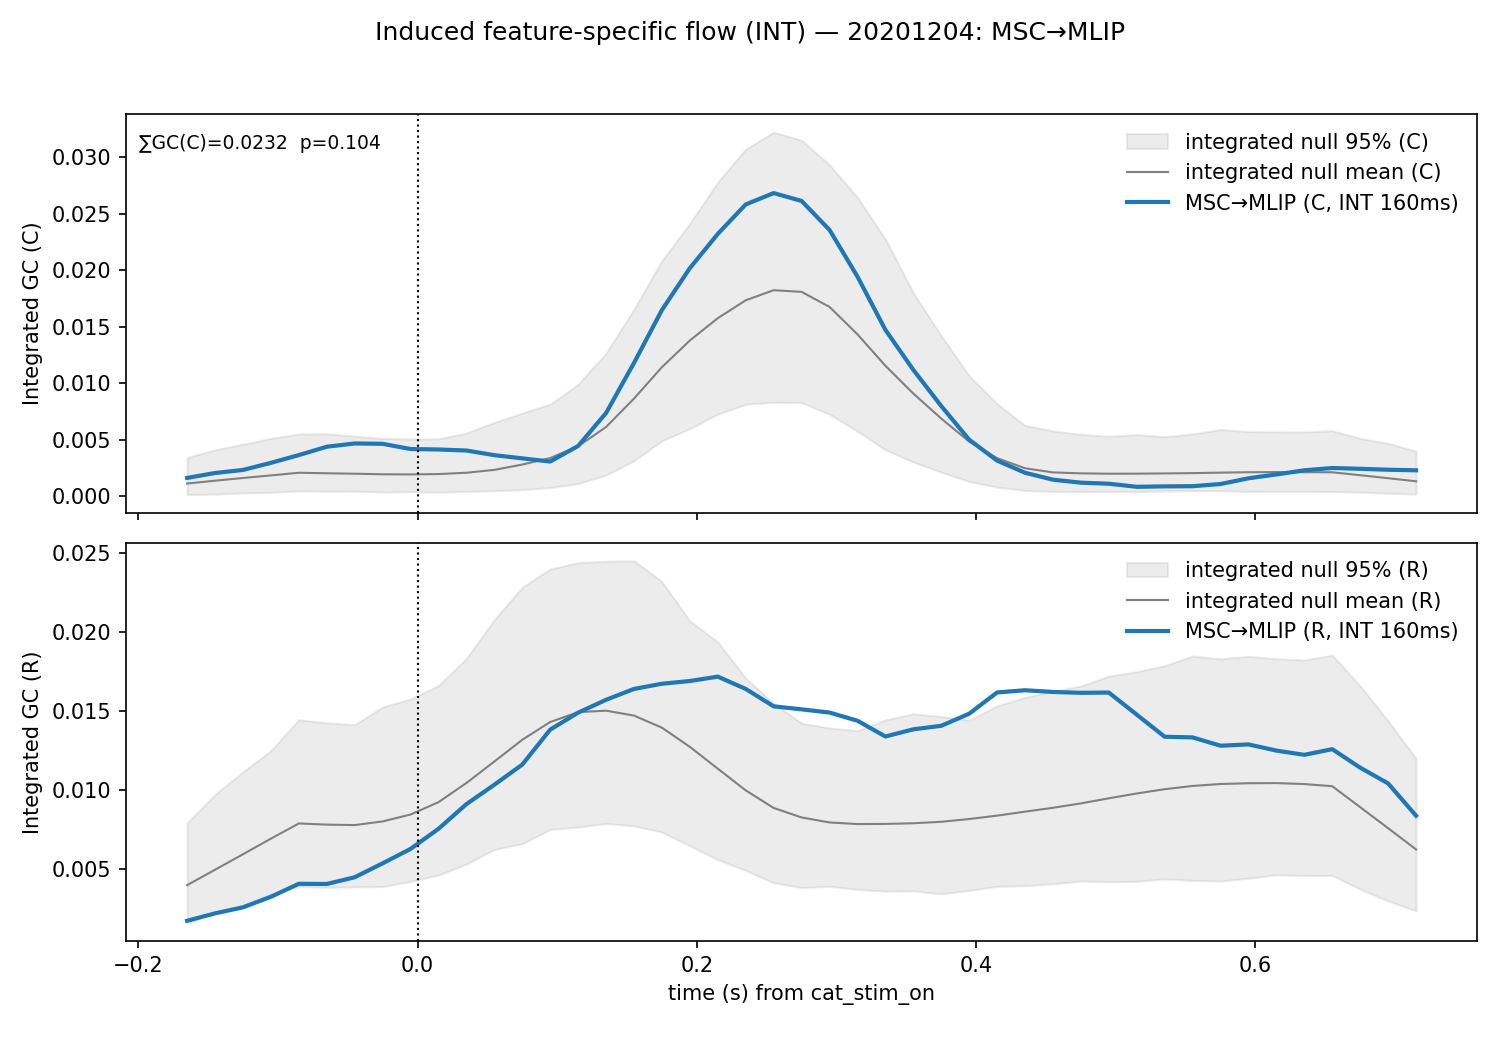 Induced feature-specific flow (INT) — 20201204: MSC→MLIP
∑GC(C)=0.0232  p=0.104
integrated null 95% (C)
integrated null mean (C)
MSC→MLIP (C, INT 160ms)
Integrated GC (C)
0.030
0.025
0.020
0.015
0.010
0.005
0.000
integrated null 95% (R)
integrated null mean (R)
MSC→MLIP (R, INT 160ms)
Integrated GC (R)
0.025
0.020
0.015
0.010
0.005
−0.2
0.0
0.2
0.4
0.6
time (s) from cat_stim_on